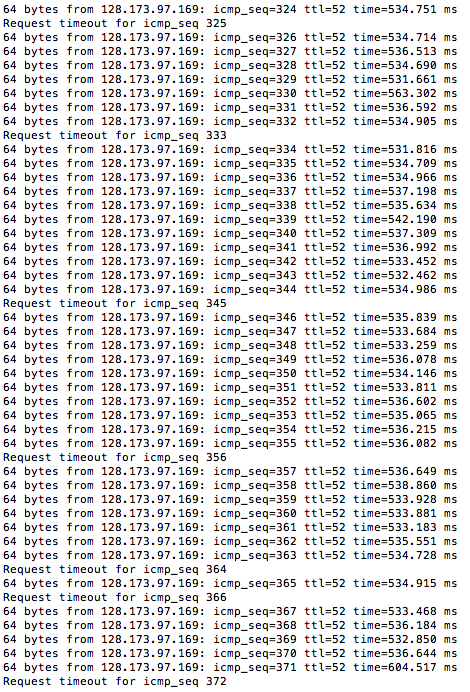 64 bytes from 128.173.97.169: icmp_seq=324 ttl=52 time=534.751 ms
Request timeout for icmp_seq 325
64 bytes from 128.173.97.169: icmp_seq=326 ttl=52 time=534.714 ms
64 bytes from 128.173.97.169: icmp_seq=327 ttl=52 time=536.513 ms
64 bytes from 128.173.97.169: icmp_seq=328 ttl=52 time=534.690 ms
64 bytes from 128.173.97.169: icmp_seq=329 ttl=52 time=531.661 ms
64 bytes from 128.173.97.169: icmp_seq=330 ttl=52 time=563.302 ms
64 bytes from 128.173.97.169: icmp_seq=331 ttl=52 time=536.592 ms
64 bytes from 128.173.97.169: icmp_seq=332 ttl=52 time=534.905 ms
Request timeout for icmp_seq 333
64 bytes from 128.173.97.169: icmp_seq=334 ttl=52 time=531.816 ms
64 bytes from 128.173.97.169: icmp_seq=335 ttl=52 time=534.709 ms
64 bytes from 128.173.97.169: icmp_seq=336 ttl=52 time=534.966 ms
64 bytes from 128.173.97.169: icmp_seq=337 ttl=52 time=537.198 ms
64 bytes from 128.173.97.169: icmp_seq=338 ttl=52 time=535.634 ms
64 bytes from 128.173.97.169: icmp_seq=339 ttl=52 time=542.190 ms
64 bytes from 128.173.97.169: icmp_seq=340 ttl=52 time=537.309 ms
64 bytes from 128.173.97.169: icmp_seq=341 ttl=52 time=536.992 ms
64 bytes from 128.173.97.169: icmp_seq=342 ttl=52 time=533.452 ms
64 bytes from 128.173.97.169: icmp_seq=343 ttl=52 time=532.462 ms
64 bytes from 128.173.97.169: icmp_seq=344 ttl=52 time=534.986 ms
Request timeout for icmp_seq 345
64 bytes from 128.173.97.169: icmp_seq=346 ttl=52 time=535.839 ms
64 bytes from 128.173.97.169: icmp_seq=347 ttl=52 time=533.684 ms
64 bytes from 128.173.97.169: icmp_seq=348 ttl=52 time=533.259 ms
64 bytes from 128.173.97.169: icmp_seq=349 ttl=52 time=536.078 ms
64 bytes from 128.173.97.169: icmp_seq=350 ttl=52 time=534.146 ms
64 bytes from 128.173.97.169: icmp_seq=351 ttl=52 time=533.811 ms
64 bytes from 128.173.97.169: icmp_seq=352 ttl=52 time=536.602 ms
64 bytes from 128.173.97.169: icmp_seq=353 ttl=52 time=535.065 ms
64 bytes from 128.173.97.169: icmp_seq=354 ttl=52 time=536.215 ms
64 bytes from 128.173.97.169: icmp_seq=355 ttl=52 time=536.082 ms
Request timeout for icmp_seq 356
64 bytes from 128.173.97.169: icmp_seq=357 ttl=52 time=536.649 ms
64 bytes from 128.173.97.169: icmp_seq=358 ttl=52 time=538.860 ms
64 bytes from 128.173.97.169: icmp_seq=359 ttl=52 time=533.928 ms
64 bytes from 128.173.97.169: icmp_seq=360 ttl=52 time=533.881 ms
64 bytes from 128.173.97.169: icmp_seq=361 ttl=52 time=533.183 ms
64 bytes from 128.173.97.169: icmp_seq=362 ttl=52 time=535.551 ms
64 bytes from 128.173.97.169: icmp_seq=363 ttl=52 time=534.728 ms
Request timeout for icmp_seq 364
64 bytes from 128.173.97.169: icmp_seq=365 ttl=52 time=534.915 ms
Request timeout for icmp_seq 366
64 bytes from 128.173.97.169: icmp_seq=367 ttl=52 time=533.468 ms
64 bytes from 128.173.97.169: icmp_seq=368 ttl=52 time=536.184 ms
64 bytes from 128.173.97.169: icmp_seq=369 ttl=52 time=532.850 ms
64 bytes from 128.173.97.169: icmp_seq=370 ttl=52 time=536.644 ms
64 bytes from 128.173.97.169: icmp_seq=371 ttl=52 time=604.517 ms
Request timeout for icmp_seq 372